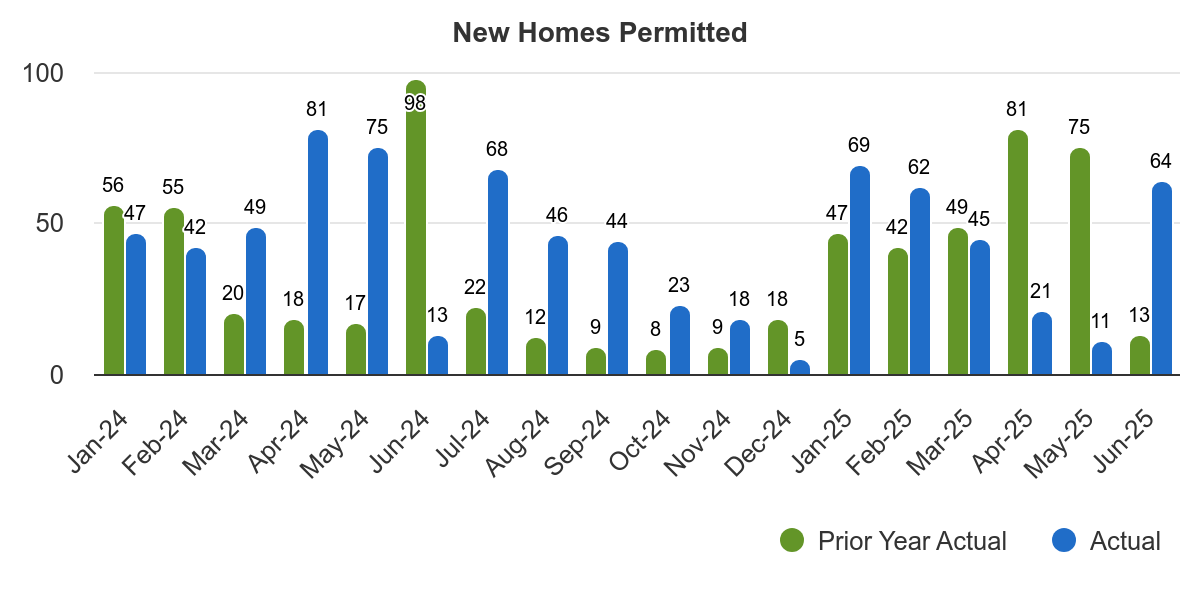 New Homes Permitted
100
50
0
56 47 55 42 20 49 18 81 17 75 98 13 22 68 12 46 9 44 8 23 9 18 18 5 47 69 42 62 49 45 81 21 75 11 13 64
Jan-24 Feb-24 Mar-24 Apr-24 May-24 Jun-24 Jul-24 Aug-24 Sep-24 Oct-24 Nov-24 Dec-24 Jan-25 Feb-25 Mar-25 Apr-25 May-25 Jun-25
Prior Year Actual Actual